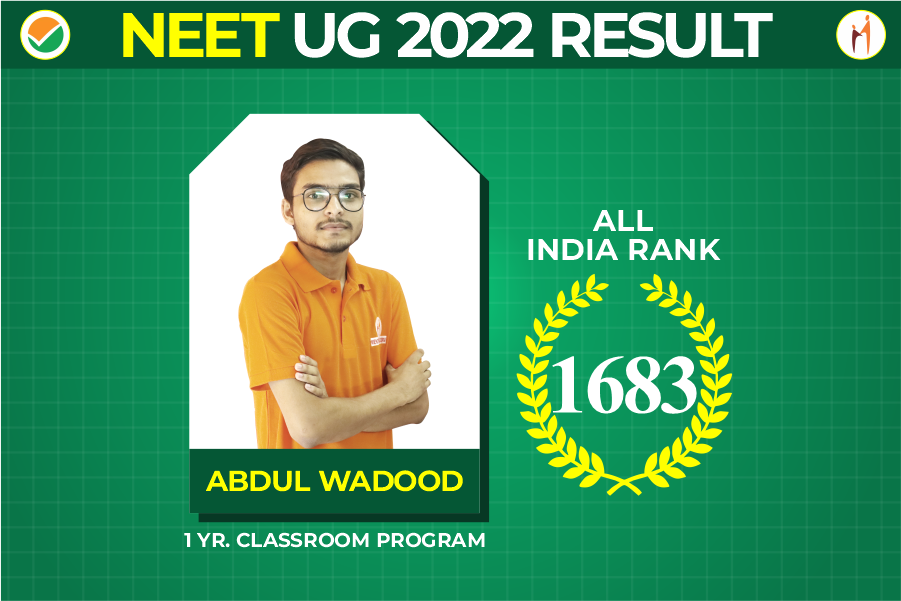 NEET UG 2022 RESULT
ALL
INDIA RANK
1683
ABDUL WADOOD
1 YR. CLASSROOM PROGRAM